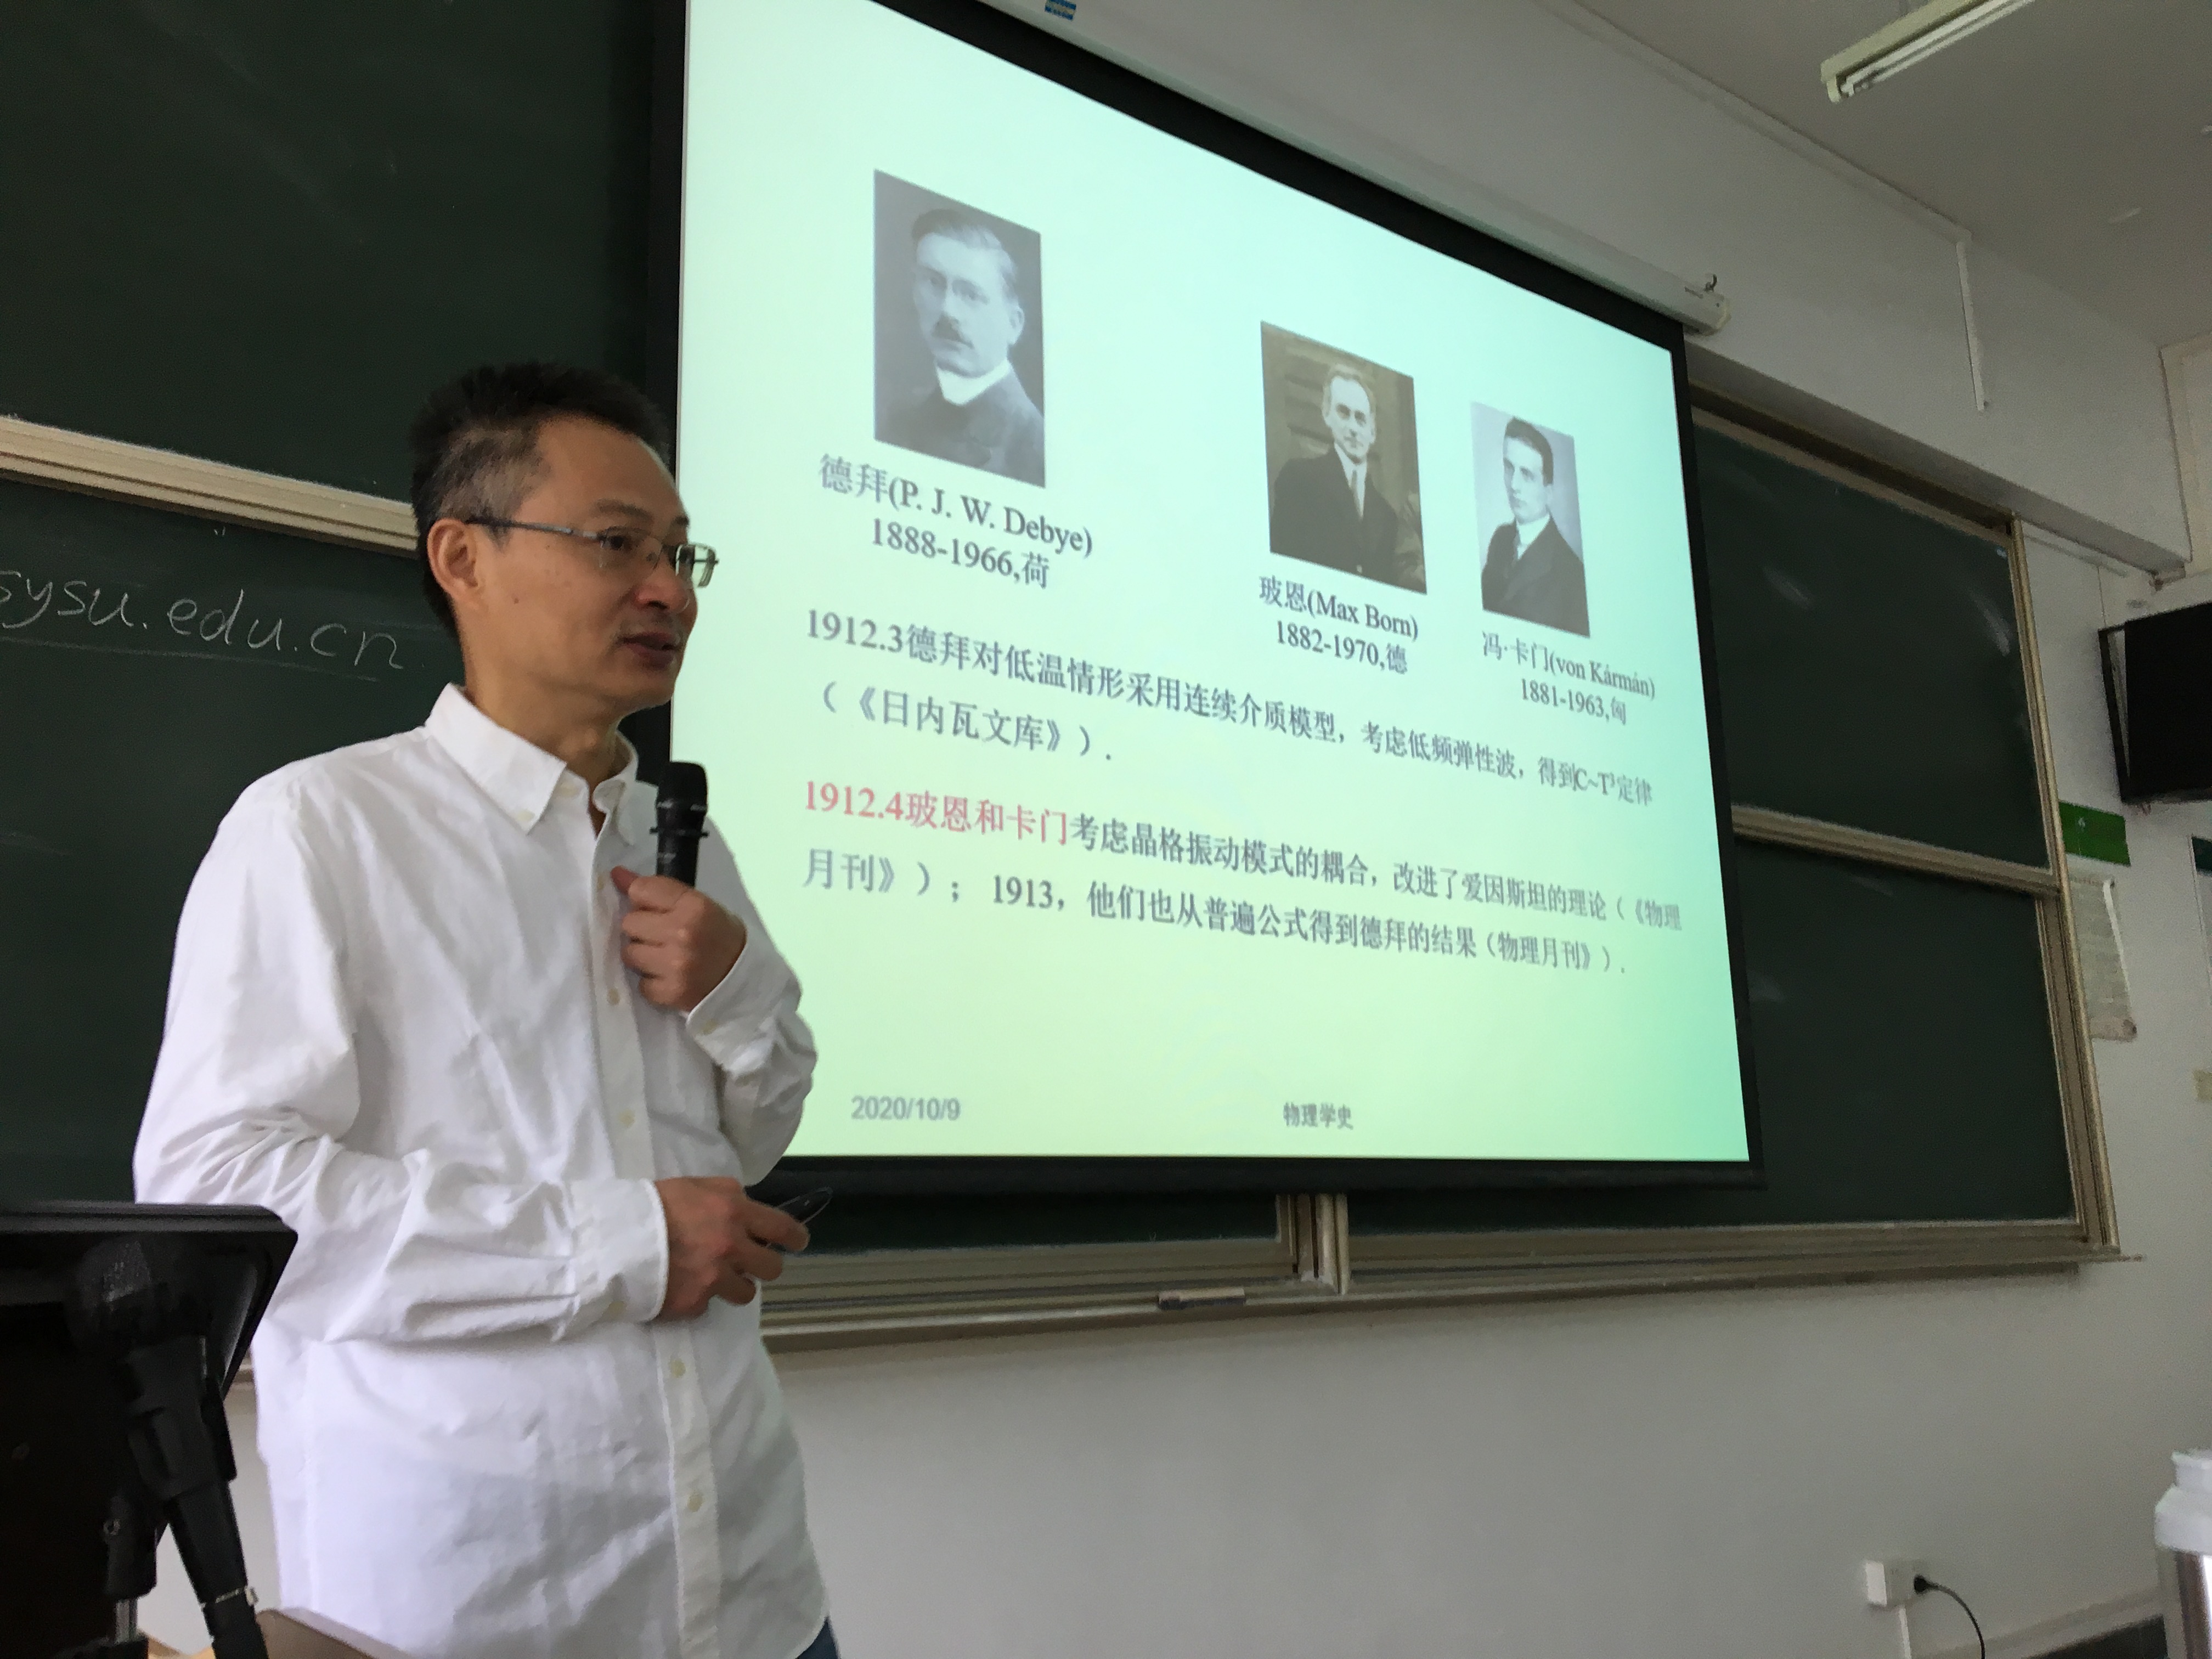 sysu.edu.cn
德拜(P. J. W. Debye)
1888-1966,荷
玻恩(Max Born)
1882-1970,德
冯·卡门(von Kármán)
1881-1963,匈
1912.3德拜对低温情形采用连续介质模型，考虑低频弹性波，得到C~T³定律
（《日内瓦文库》）.
1912.4玻恩和卡门考虑晶格振动模式的耦合，改进了爱因斯坦的理论（《物理
月刊》）； 1913，他们也从普遍公式得到德拜的结果（物理月刊》）.
2020/10/9
物理学史